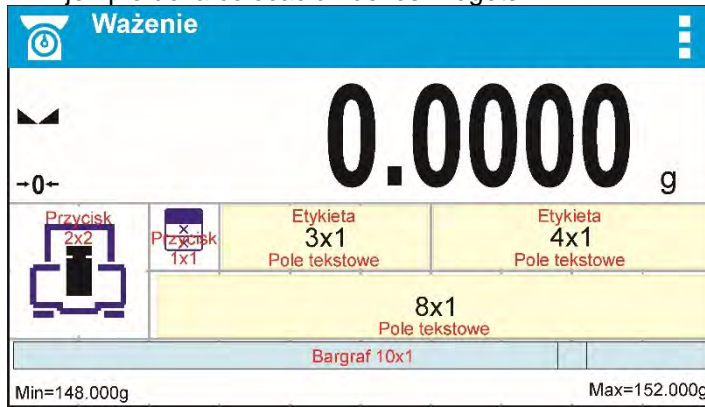 Ważenie
0.0000 g
→0←
Przycisk
2x2
Przycisk
1x1
Etykieta
3x1
Pole tekstowe
Etykieta
4x1
Pole tekstowe
8x1
Pole tekstowe
Bargraf 10x1
Min=148.000g
Max=152.000g